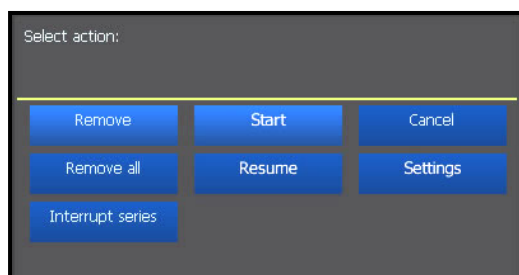 Select action:
Remove
Start
Cancel
Remove all
Resume
Settings
Interrupt series